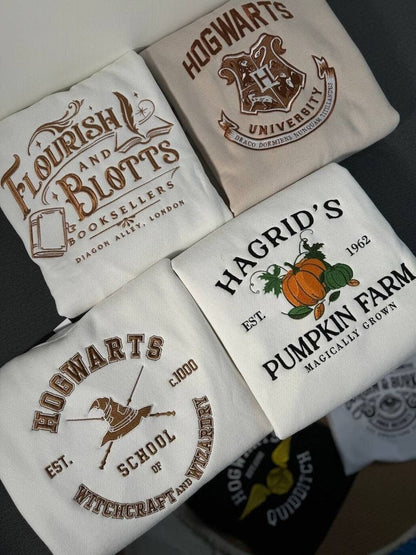 FLOURISH
AND
BLOTTS
BOOKSELLERS
DIAGON ALLEY, LONDON
HOGWARTS
H
UNIVERSITY
DRACO DORMIENS NUNQUAM TITILLANDUS
HAGRID'S
EST. 1962
PUMPKIN FARM
MAGICALLY GROWN
HOGWARTS
c.1000
EST.
SCHOOL
OF
WITCHCRAFT AND WIZARDRY
HOGWARTS
QUIDDITCH